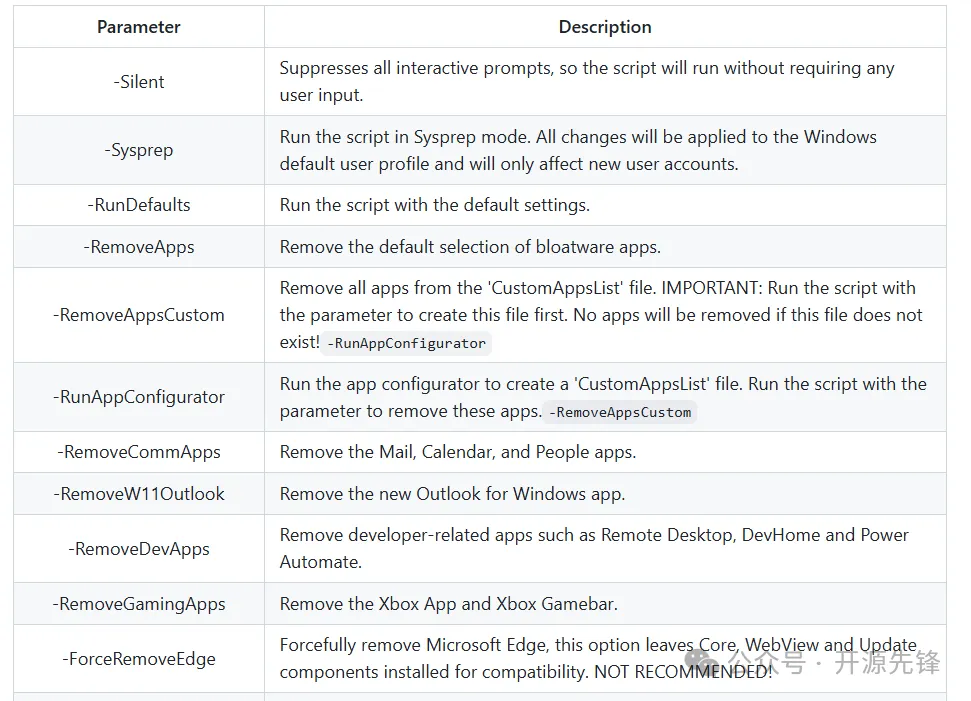 Parameter
Description
-Silent
Suppresses all interactive prompts, so the script will run without requiring any
user input.
-Sysprep
Run the script in Sysprep mode. All changes will be applied to the Windows
default user profile and will only affect new user accounts.
-RunDefaults
Run the script with the default settings.
-RemoveApps
Remove the default selection of bloatware apps.
-RemoveAppsCustom
Remove all apps from the 'CustomAppsList' file. IMPORTANT: Run the script with
the parameter to create this file first. No apps will be removed if this file does not
exist! -RunAppConfigurator
-RunAppConfigurator
Run the app configurator to create a 'CustomAppsList' file. Run the script with the
parameter to remove these apps. -RemoveAppsCustom
-RemoveCommApps
Remove the Mail, Calendar, and People apps.
-RemoveW11Outlook
Remove the new Outlook for Windows app.
-RemoveDevApps
Remove developer-related apps such as Remote Desktop, DevHome and Power
Automate.
-RemoveGamingApps
Remove the Xbox App and Xbox Gamebar.
-ForceRemoveEdge
Forcefully remove Microsoft Edge, this option leaves Core, WebView and Update
components installed for compatibility. NOT RECOMMENDED!
公众号 · 开源先锋